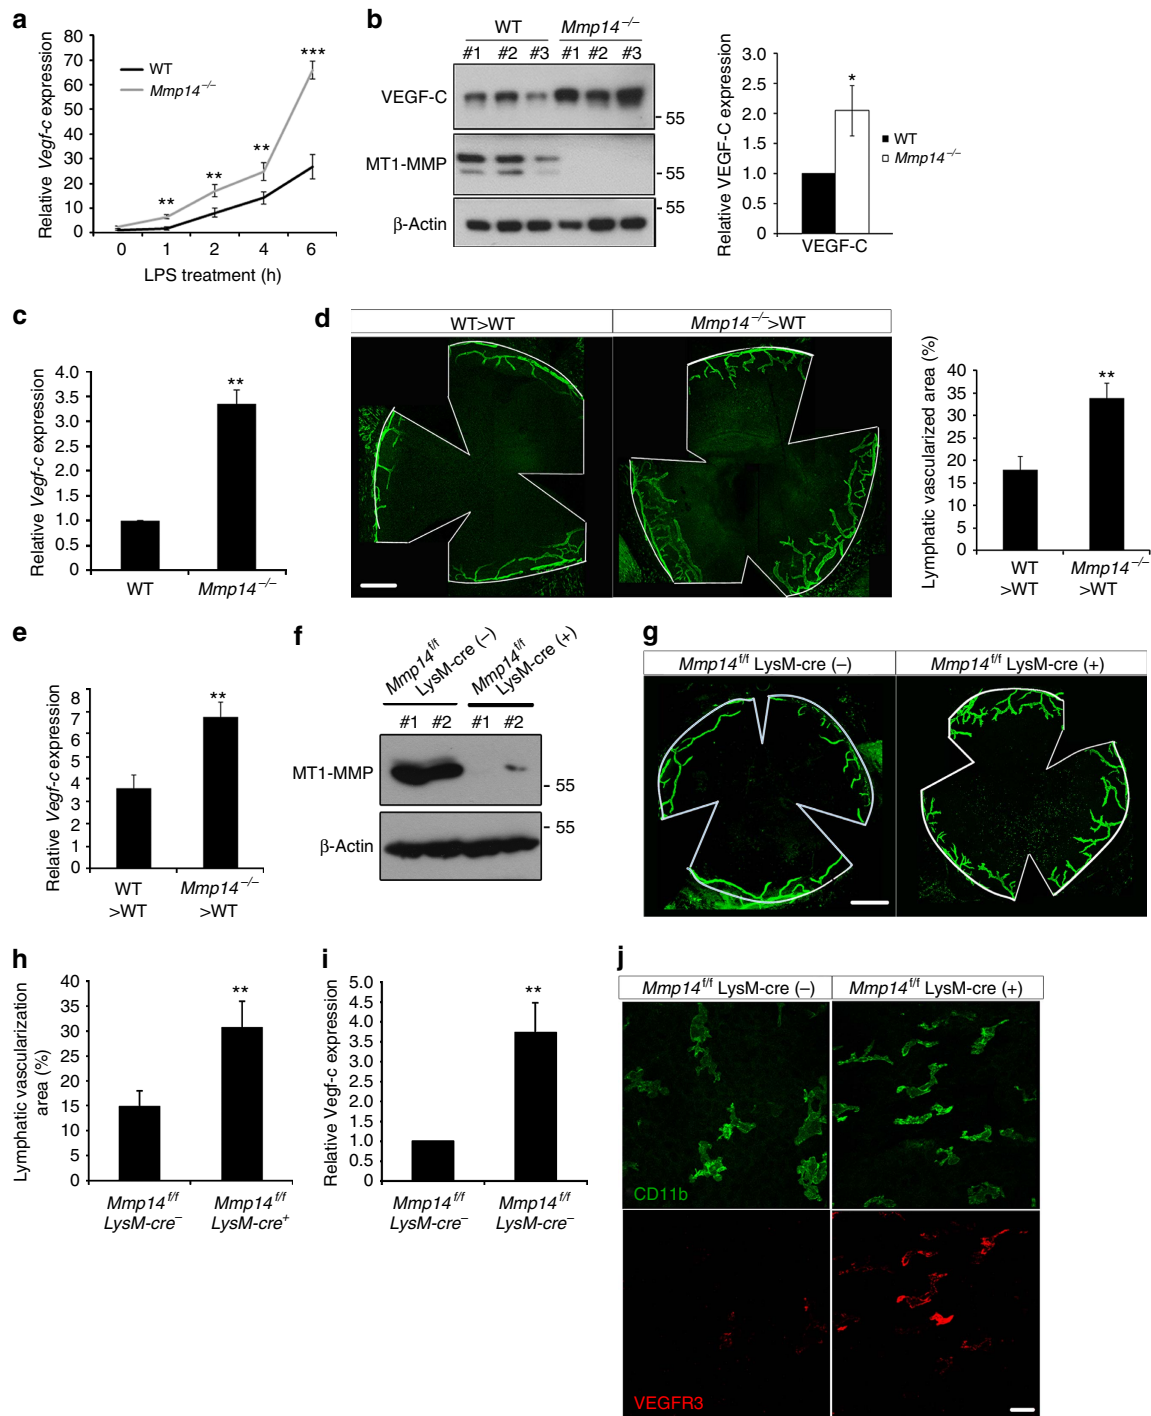 a
80
70
60
50
40
30
20
10
0
Relative Vegf-c expression
WT
Mmp14⁻/⁻
**
**
**
***
0 1 2 4 6
LPS treatment (h)
b
WT Mmp14⁻/⁻
#1 #2 #3 #1 #2 #3
VEGF-C
- 55
MT1-MMP
- 55
β-Actin
Relative VEGF-C expression
3.0
2.5
2.0
1.5
1.0
0.5
0
*
WT
Mmp14⁻/⁻
VEGF-C
c
Relative Vegf-c expression
4.0
3.5
3.0
2.5
2.0
1.5
1.0
0.5
0
**
WT Mmp14⁻/⁻
d
WT>WT Mmp14⁻/⁻>WT
Lymphatic vascularized area (%)
40
35
30
25
20
15
10
5
0
**
WT Mmp14⁻/⁻
>WT >WT
e
Relative Vegf-c expression
8
7
6
5
4
3
2
1
0
**
WT Mmp14⁻/⁻
>WT >WT
f
Mmp14f/f
LysM-cre (–)
Mmp14f/f
LysM-cre (+)
#1 #2 #1 #2
MT1-MMP
- 55
- 55
β-Actin
g
Mmp14f/f LysM-cre (–) Mmp14f/f LysM-cre (+)
h
Lymphatic vascularization
area (%)
40
35
30
25
20
15
10
5
0
**
Mmp14f/f Mmp14f/f
LysM-cre⁻ LysM-cre⁺
i
Relative Vegf-c expression
5.0
4.5
4.0
3.5
3.0
2.5
2.0
1.5
1.0
0.5
0
**
Mmp14f/f Mmp14f/f
LysM-cre⁻ LysM-cre⁻
j
Mmp14f/f LysM-cre (–) Mmp14f/f LysM-cre (+)
CD11b
VEGFR3